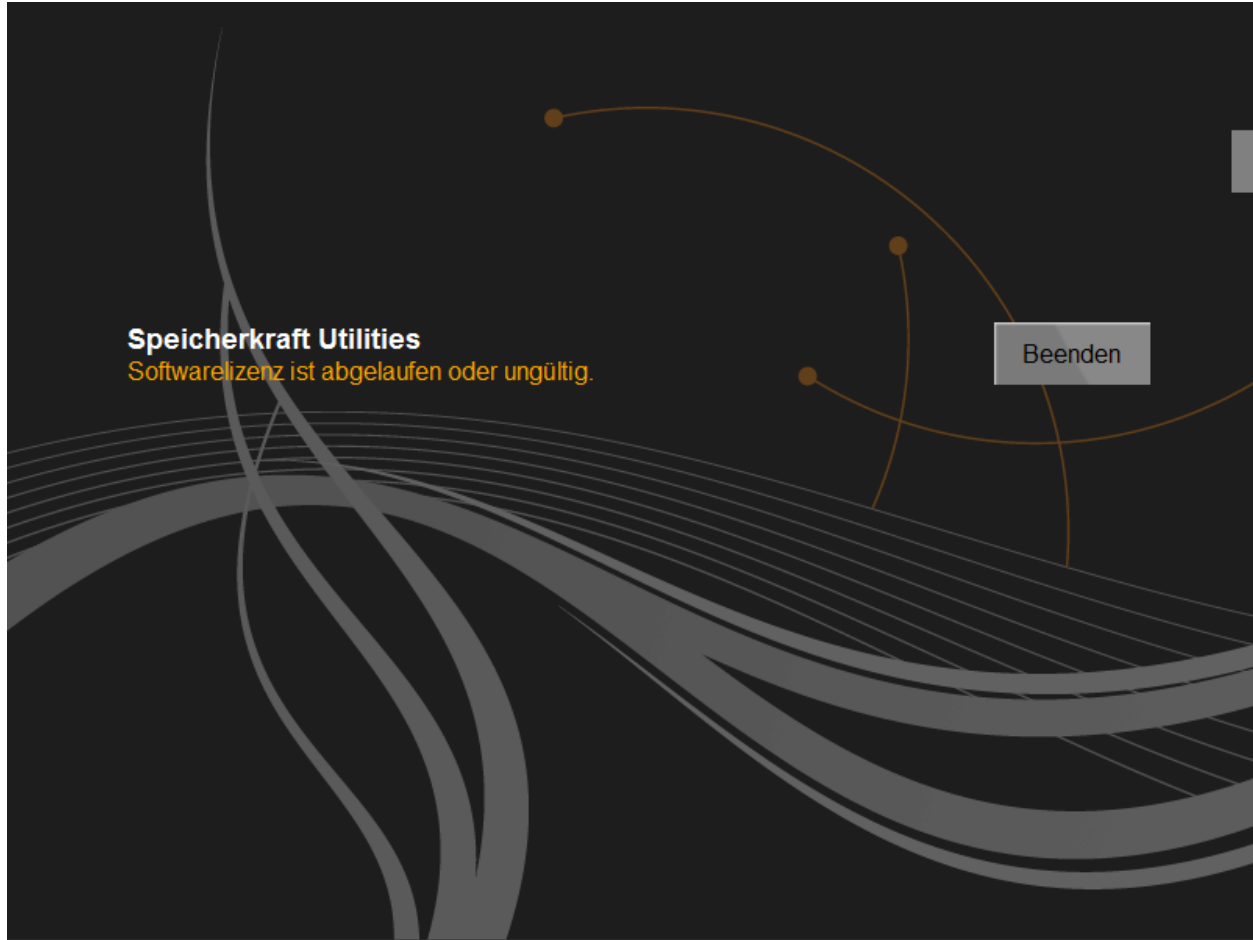 Speicherkraft Utilities
Softwarelizenz ist abgelaufen oder ungültig.
Beenden